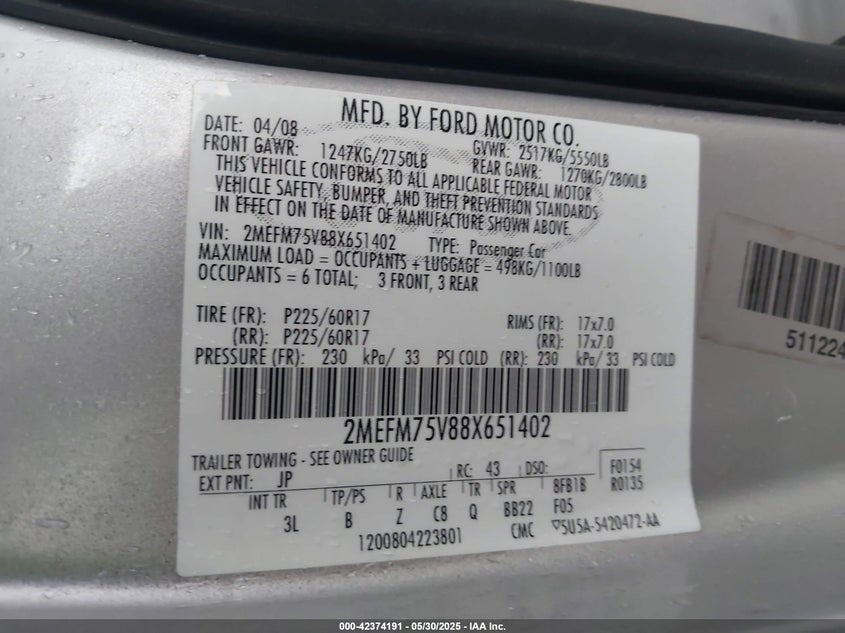 MFD. BY FORD MOTOR CO.
DATE: 04/08 GVWR: 2517KG/5550LB
FRONT GAWR: 1247KG/2750LB REAR GAWR: 1270KG/2800LB
THIS VEHICLE CONFORMS TO ALL APPLICABLE FEDERAL MOTOR
VEHICLE SAFETY, BUMPER, AND THEFT PREVENTION STANDARDS
IN EFFECT ON THE DATE OF MANUFACTURE SHOWN ABOVE.
VIN: 2MEFM75V88X651402 TYPE: Passenger Car
MAXIMUM LOAD = OCCUPANTS + LUGGAGE = 498KG/1100LB
OCCUPANTS = 6 TOTAL; 3 FRONT, 3 REAR
TIRE (FR): P225/60R17 RIMS (FR): 17x7.0
(RR): P225/60R17 (RR): 17x7.0
PRESSURE (FR): 230 kPa/ 33 PSI COLD (RR): 230 kPa/ 33 PSI COLD
2MEFM75V88X651402
TRAILER TOWING - SEE OWNER GUIDE
EXT PNT: JP RC: 43 DSO: F0154
INT TR TP/PS R AXLE TR SPR 8FB1B R0135
3L B Z C8 Q BB22 F05
1200804223801 CMC ▽5U5A-5420472-AA
511224
000-42374191 - 05/30/2025 - IAA Inc.